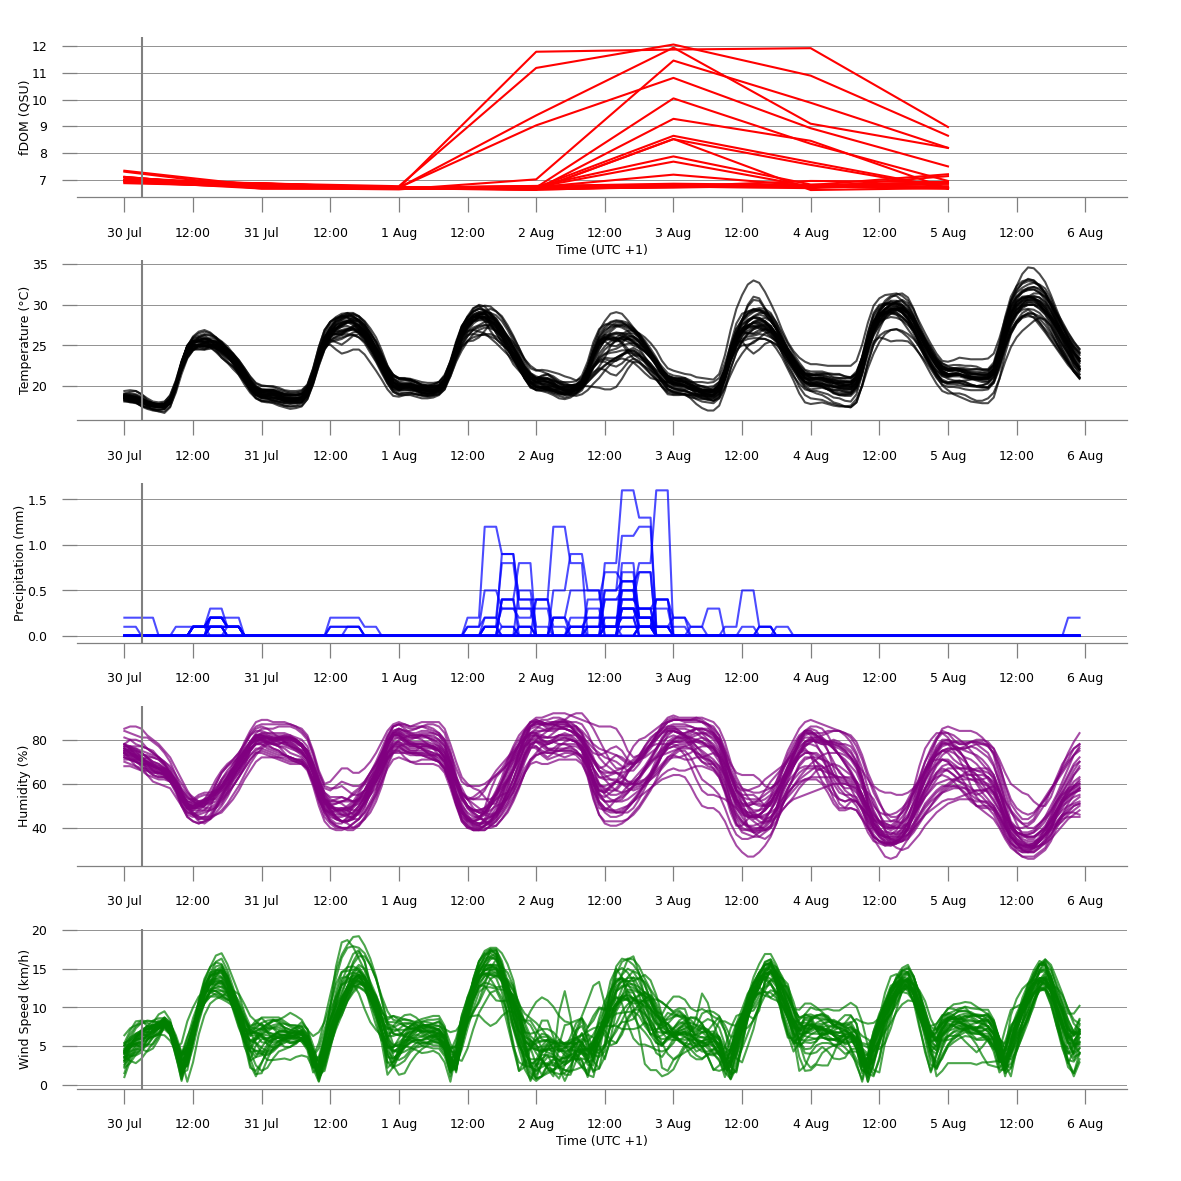 12
11
10
9
8
7
fDOM (QSU)
30 Jul 12:00 31 Jul 12:00 1 Aug 12:00 2 Aug 12:00 3 Aug 12:00 4 Aug 12:00 5 Aug 12:00 6 Aug
Time (UTC +1)
35
30
25
20
Temperature (°C)
30 Jul 12:00 31 Jul 12:00 1 Aug 12:00 2 Aug 12:00 3 Aug 12:00 4 Aug 12:00 5 Aug 12:00 6 Aug
1.5
1.0
0.5
0.0
Precipitation (mm)
30 Jul 12:00 31 Jul 12:00 1 Aug 12:00 2 Aug 12:00 3 Aug 12:00 4 Aug 12:00 5 Aug 12:00 6 Aug
80
60
40
Humidity (%)
30 Jul 12:00 31 Jul 12:00 1 Aug 12:00 2 Aug 12:00 3 Aug 12:00 4 Aug 12:00 5 Aug 12:00 6 Aug
20
15
10
5
0
Wind Speed (km/h)
30 Jul 12:00 31 Jul 12:00 1 Aug 12:00 2 Aug 12:00 3 Aug 12:00 4 Aug 12:00 5 Aug 12:00 6 Aug
Time (UTC +1)